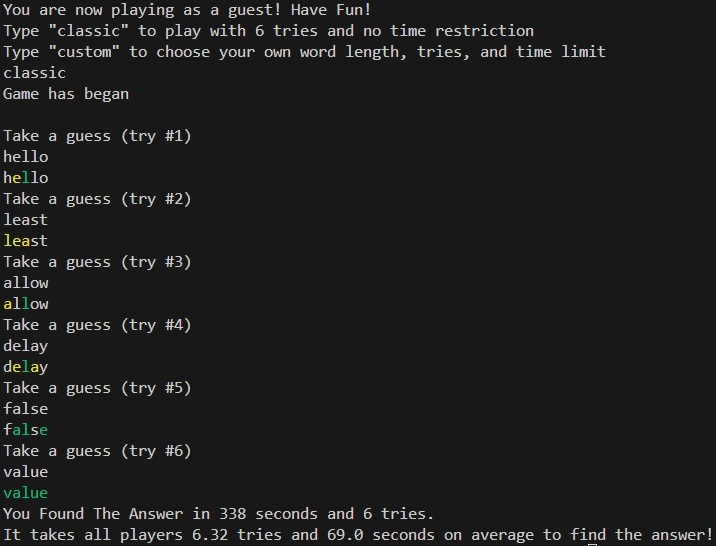 You are now playing as a guest! Have Fun!
Type "classic" to play with 6 tries and no time restriction
Type "custom" to choose your own word length, tries, and time limit
classic
Game has began
Take a guess (try #1)
hello
hello
Take a guess (try #2)
least
least
Take a guess (try #3)
allow
allow
Take a guess (try #4)
delay
delay
Take a guess (try #5)
false
false
Take a guess (try #6)
value
value
You Found The Answer in 338 seconds and 6 tries.
It takes all players 6.32 tries and 69.0 seconds on average to find the answer!